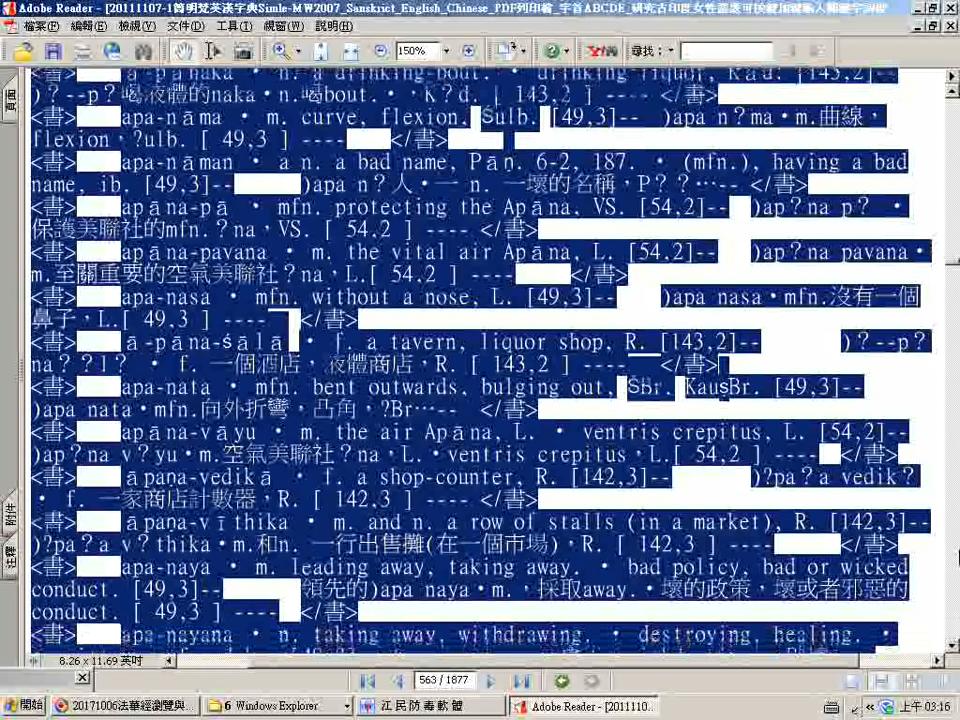 Adobe Reader - [20111107-1簡明梵英漢字典Simle-MW2007_Sanskrict_English_Chinese_PDF列印檔_字首ABCDE_研究古印度女性
檔案(F) 編輯(E) 檢視(V) 文件(D) 工具(T) 視窗(W) 說明(H)
150% 尋找：
頁面
<書> ā-pānaka • n. a drinking-bout. • drinking liquor, Kād. [143,2]--
)？--p？喝液體的naka•n.喝bout.•，K？d. [ 143,2 ] ---- </書>
<書> apa-nāma • m. curve, flexion, Śulb. [49,3]-- )apa n？ma•m.曲線，
flexion，?ulb. [ 49,3 ] ---- </書>
<書> apa-nāman • a n. a bad name, Pāṇ. 6-2, 187. • (mfn.), having a bad
name, ib. [49,3]-- )apa n？人•一 n. 一壞的名稱，P？？…-- </書>
<書> apāna-pā • mfn. protecting the Apāna, VS. [54,2]-- )ap？na p？ •
保護美聯社的mfn.？na，VS. [ 54,2 ] ---- </書>
<書> apāna-pavana • m. the vital air Apāna, L. [54,2]-- )ap？na pavana•
m.至關重要的空氣美聯社？na，L.[ 54,2 ] ---- </書>
<書> apa-nasa • mfn. without a nose, L. [49,3]-- )apa nasa•mfn.沒有一個
鼻子，L.[ 49,3 ] ---- </書>
<書> ā-pāna-śālā • f. a tavern, liquor shop, R. [143,2]-- )？--p？
na？？l？ • f. 一個酒店，液體商店，R. [ 143,2 ] ---- </書>
<書> apa-nata • mfn. bent outwards, bulging out, ŚBr. KauṣBr. [49,3]--
)apa nata•mfn.向外折彎，凸角，?Br…-- </書>
<書> apāna-vāyu • m. the air Apāna, L. • ventris crepitus, L. [54,2]--
)ap？na v？yu•m.空氣美聯社？na，L.•ventris crepitus，L.[ 54,2 ] ---- </書>
<書> āpaṇa-vedikā • f. a shop-counter, R. [142,3]-- )?pa？a vedik？
• f. 一家商店計數器，R. [ 142,3 ] ---- </書>
<書> āpaṇa-vīthika • m. and n. a row of stalls (in a market), R. [142,3]--
)?pa？a v？thika•m.和n. 一行出售攤(在一個市場)，R. [ 142,3 ] ---- </書>
<書> apa-naya • m. leading away, taking away. • bad policy, bad or wicked
conduct. [49,3]-- 領先的)apa naya•m.，採取away.•壞的政策，壞或者邪惡的
conduct. [ 49,3 ] ---- </書>
<書> apa-nayana • n. taking away, withdrawing. • destroying, healing. •
附件
註釋
8.26 x 11.69 英吋
563 / 1877
開始 20171006法華經瀏覽與... 6 Windows Explorer 江民防毒軟體 Adobe Reader - [2011110... 上午 03:16